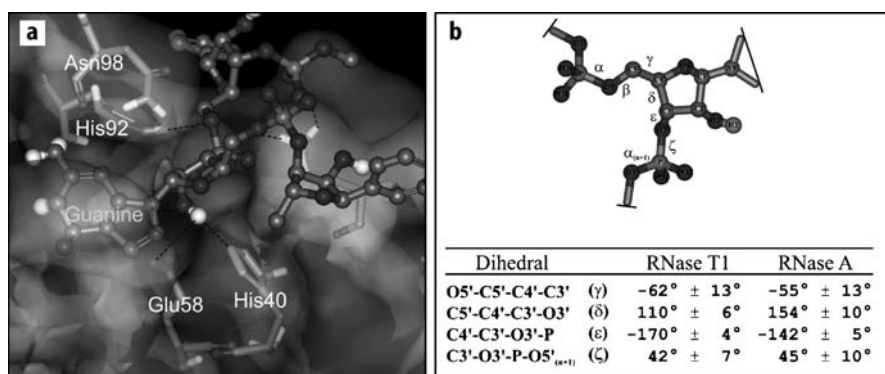 a
Asn98
His92
Guanine
Glu58
His40
b
α
γ
β
δ
ε
ζ
α(n+1)
Dihedral RNase T1 RNase A
O5'-C5'-C4'-C3' (γ) -62° ± 13° -55° ± 13°
C5'-C4'-C3'-O3' (δ) 110° ± 6° 154° ± 10°
C4'-C3'-O3'-P (ε) -170° ± 4° -142° ± 5°
C3'-O3'-P-O5'(n+1) (ζ) 42° ± 7° 45° ± 10°